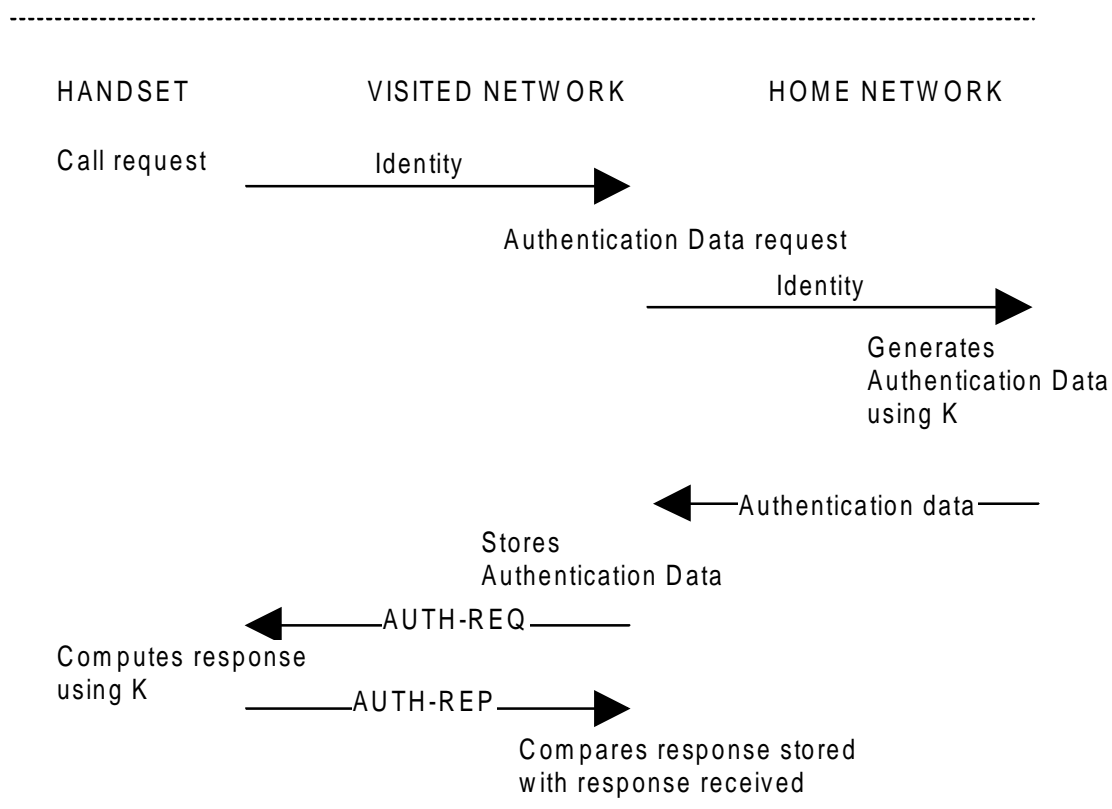 HANDSET VISITED NETWORK HOME NETWORK
Call request Identity
Authentication Data request
Identity
Generates
Authentication Data
using K
Authentication data
Stores
Authentication Data
AUTH-REQ
Computes response
using K
AUTH-REP
Compares response stored
with response received